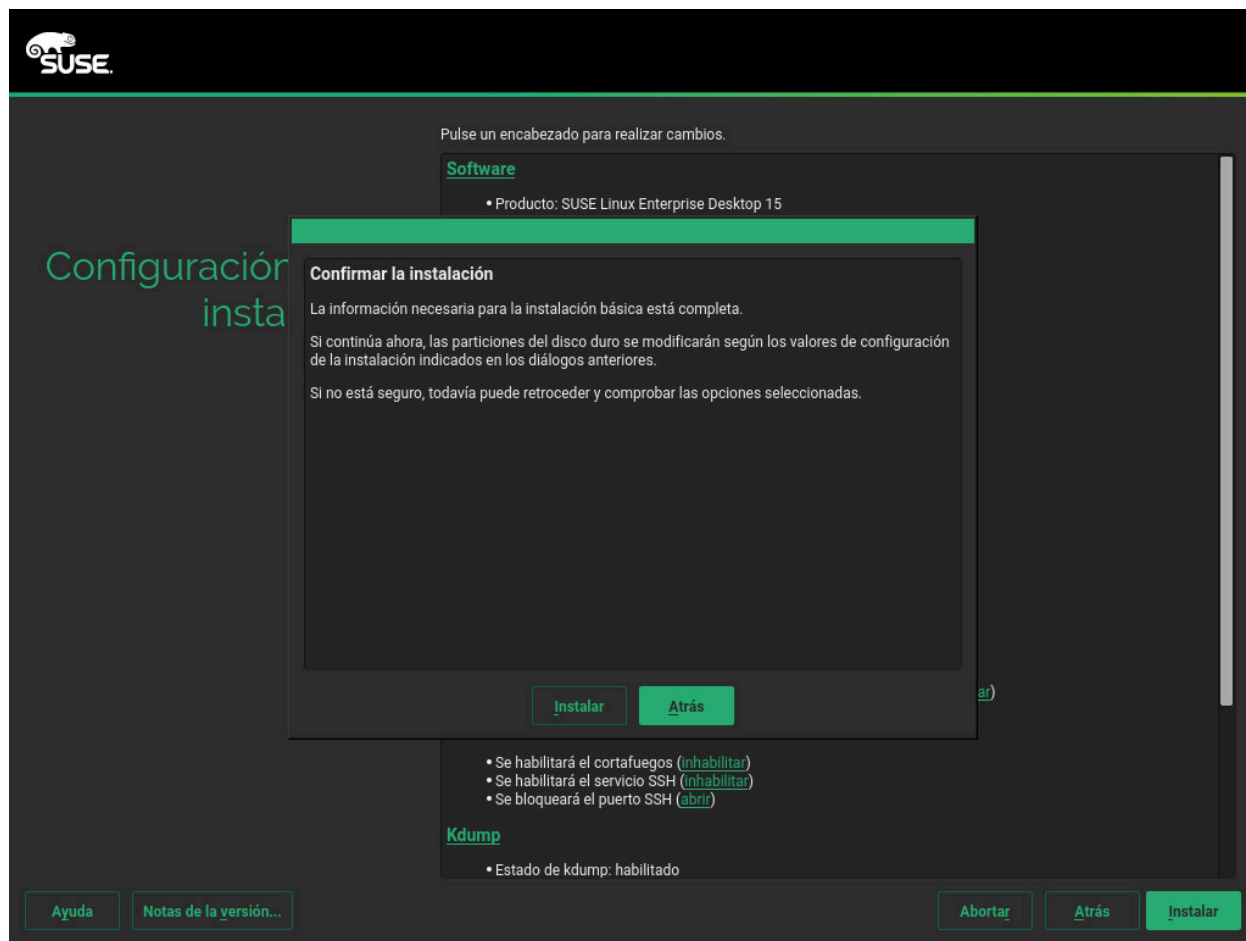 SUSE.
Pulse un encabezado para realizar cambios.
Software
• Producto: SUSE Linux Enterprise Desktop 15
Configuración
insta
Confirmar la instalación
La información necesaria para la instalación básica está completa.
Si continúa ahora, las particiones del disco duro se modificarán según los valores de configuración
de la instalación indicados en los diálogos anteriores.
Si no está seguro, todavía puede retroceder y comprobar las opciones seleccionadas.
Instalar Atrás
ar)
• Se habilitará el cortafuegos (inhabilitar)
• Se habilitará el servicio SSH (inhabilitar)
• Se bloqueará el puerto SSH (abrir)
Kdump
• Estado de kdump: habilitado
Ayuda Notas de la versión... Abortar Atrás Instalar